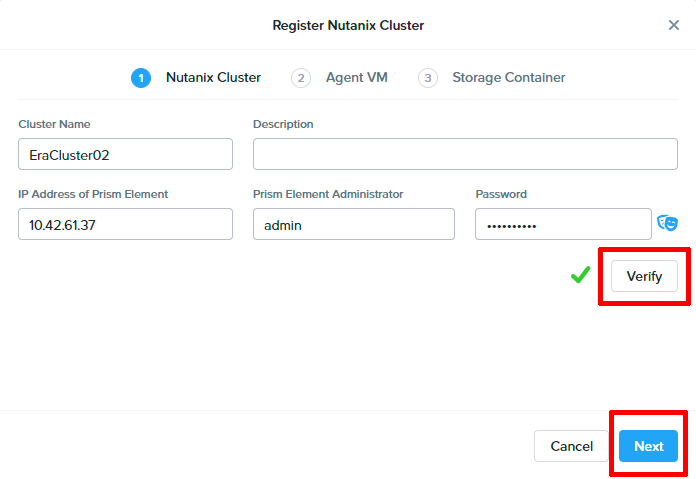 Register Nutanix Cluster
1 Nutanix Cluster 2 Agent VM 3 Storage Container
Cluster Name Description
EraCluster02
IP Address of Prism Element Prism Element Administrator Password
10.42.61.37 admin ••••••••••
Verify
Cancel Next